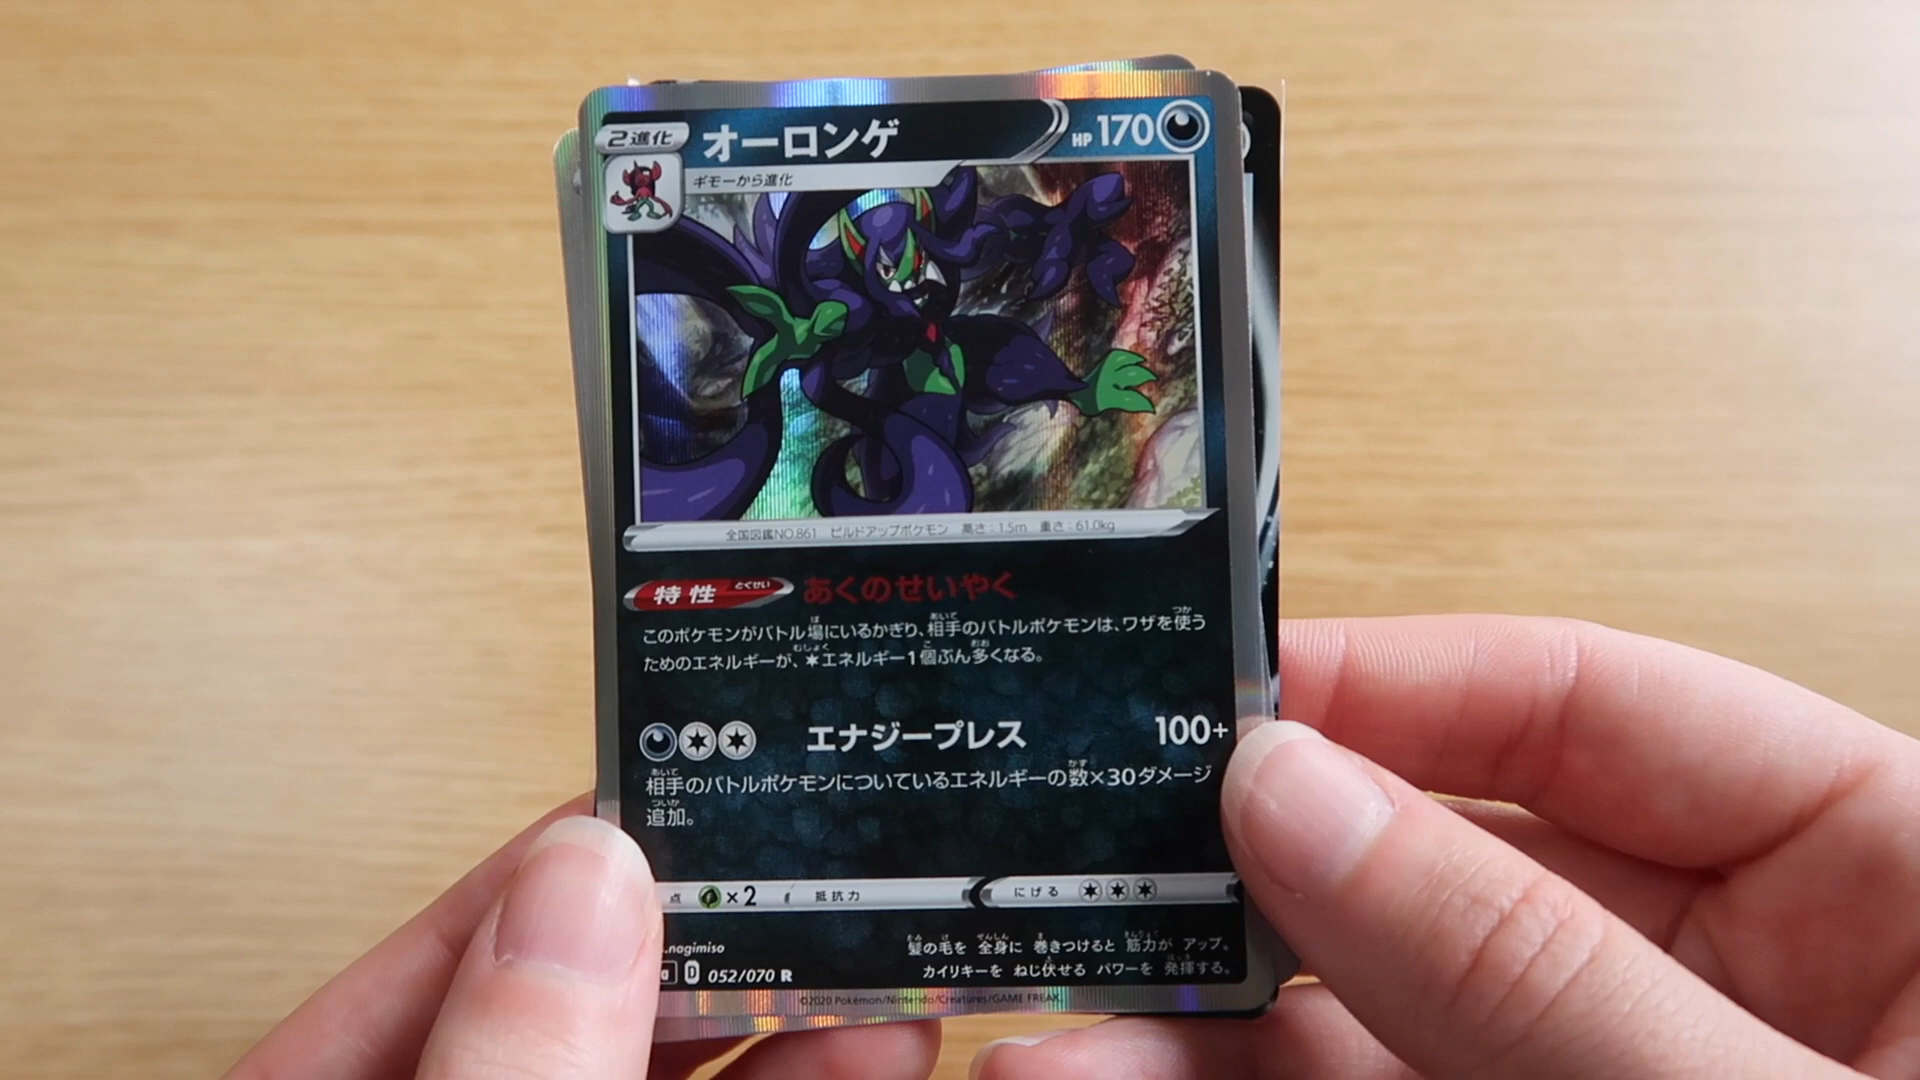 2進化
オーロンゲ
HP 170
ギモーから進化
全国図鑑NO.861 ビルドアップポケモン 高さ:1.5m 重さ:61.0kg
特性 とくせい あくのせいやく
このポケモンがバトル場にいるかぎり、相手のバトルポケモンは、ワザを使う
ためのエネルギーが、エネルギー1個ぶん多くなる。
エナジープレス 100+
相手のバトルポケモンについているエネルギーの数×30ダメージ
追加。
点 ×2 抵抗力 にげる
nagimiso
髪の毛を 全身に 巻きつけると 筋力が アップ。
カイリキーを ねじ伏せる パワーを 発揮する。
D 052/070 R
©2020 Pokémon/Nintendo/Creatures/GAME FREAK.